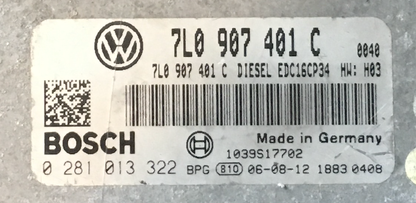 7L0 907 401 C 0040
7L0 907 401 C DIESEL EDC16CP34 HW: H03
BOSCH
Made in Germany
1039S17702
0 281 013 322 BPG 810 06-08-12 1883 0408